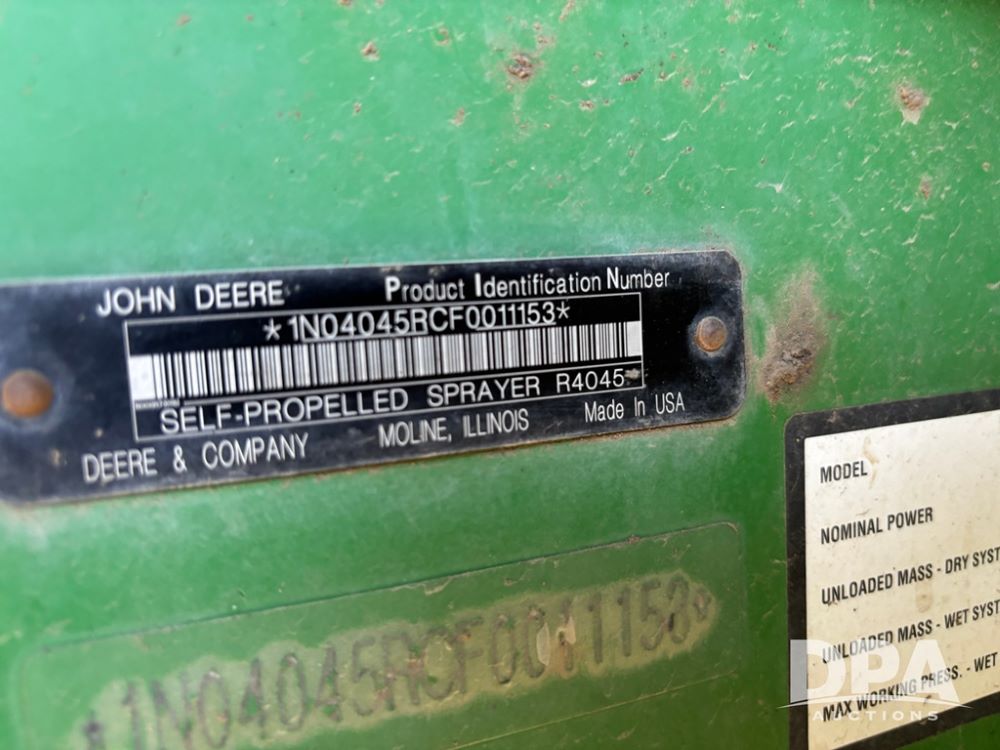 JOHN DEERE Product Identification Number
*1N04045RCF0011153*
SELF-PROPELLED SPRAYER R4045
DEERE & COMPANY MOLINE, ILLINOIS Made In USA
*1N04045RCF0011153*
MODEL
NOMINAL POWER
UNLOADED MASS - DRY SYST
UNLOADED MASS - WET SYST
MAX WORKING PRESS. - WET
DPA
AUCTIONS